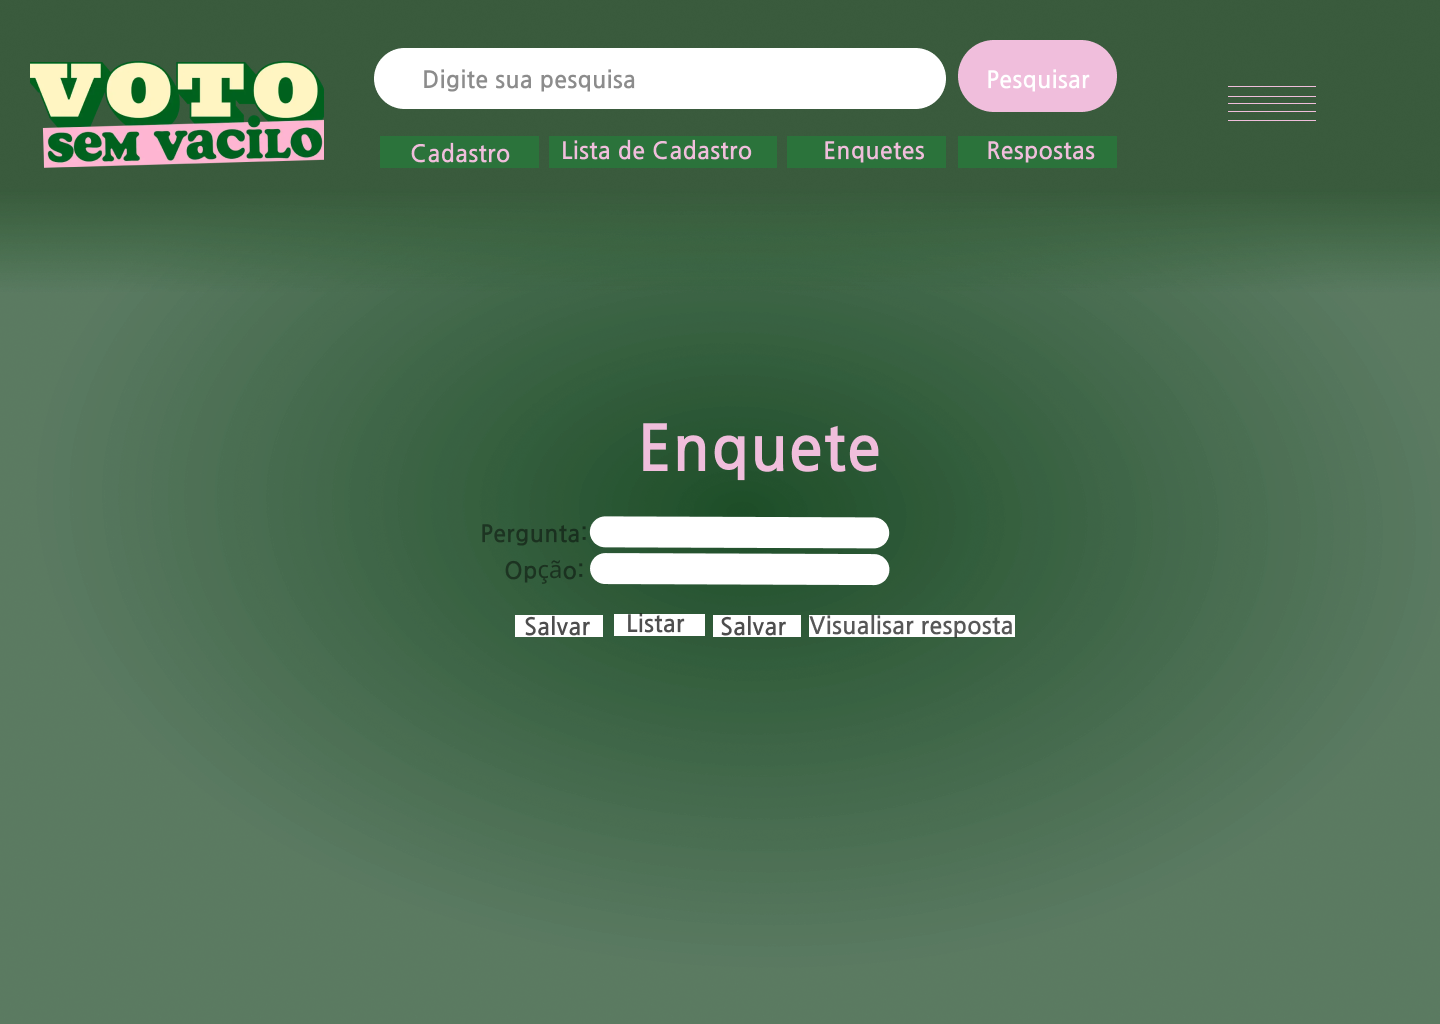 VOTO
SEM VACILO
Digite sua pesquisa
Pesquisar
Cadastro
Lista de Cadastro
Enquetes
Respostas
Enquete
Pergunta:
Opção:
Salvar
Listar
Salvar
Visualisar resposta